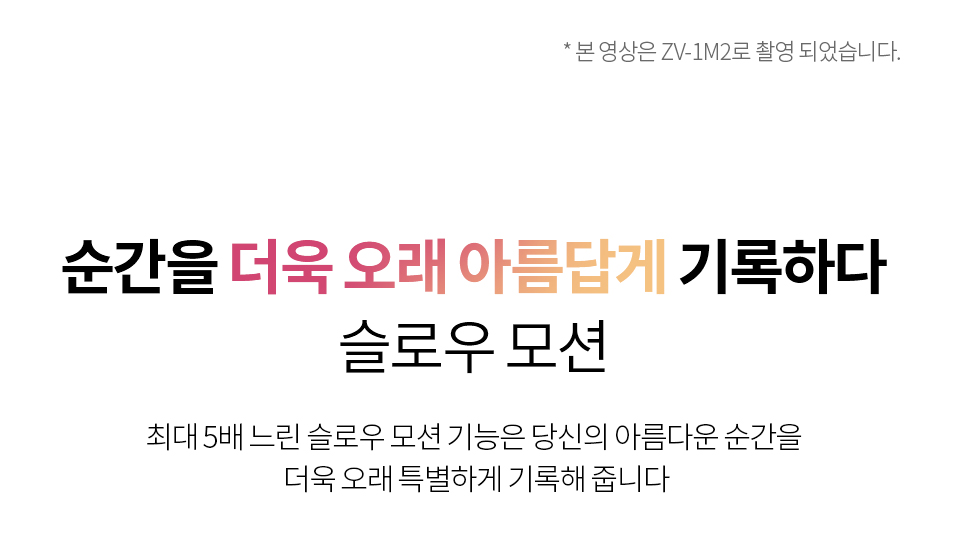 * 본 영상은 ZV-1M2로 촬영 되었습니다.
순간을 더욱 오래 아름답게 기록하다
슬로우 모션
최대 5배 느린 슬로우 모션 기능은 당신의 아름다운 순간을
더욱 오래 특별하게 기록해 줍니다